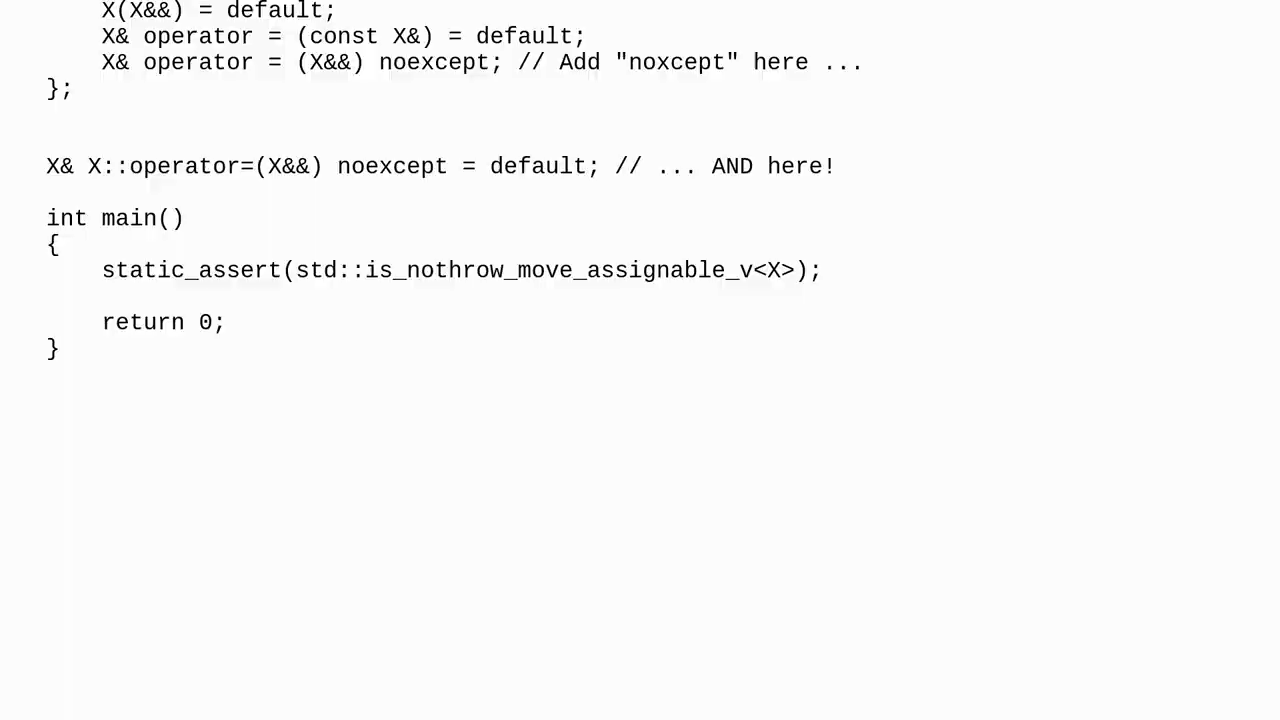 X(X&&) = default;
X& operator = (const X&) = default;
X& operator = (X&&) noexcept; // Add "noxcept" here ...
};
X& X::operator=(X&&) noexcept = default; // ... AND here!
int main()
{
static_assert(std::is_nothrow_move_assignable_v<X>);
return 0;
}